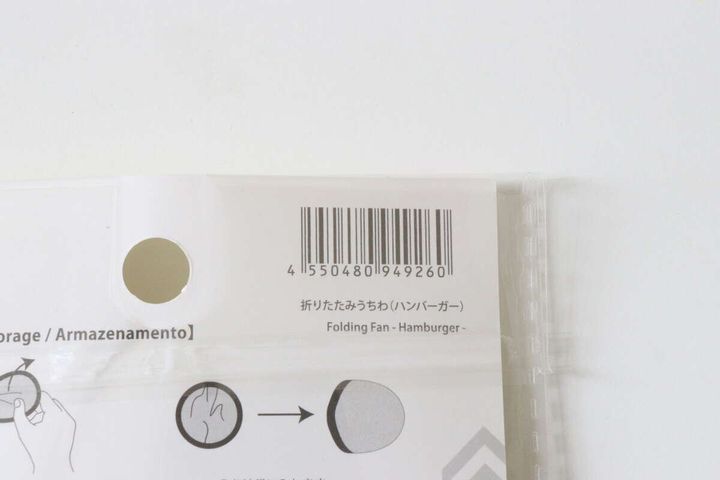 4 550480 949260
折りたたみうちわ(ハンバーガー)
Folding Fan - Hamburger -
orage / Armazenamento】